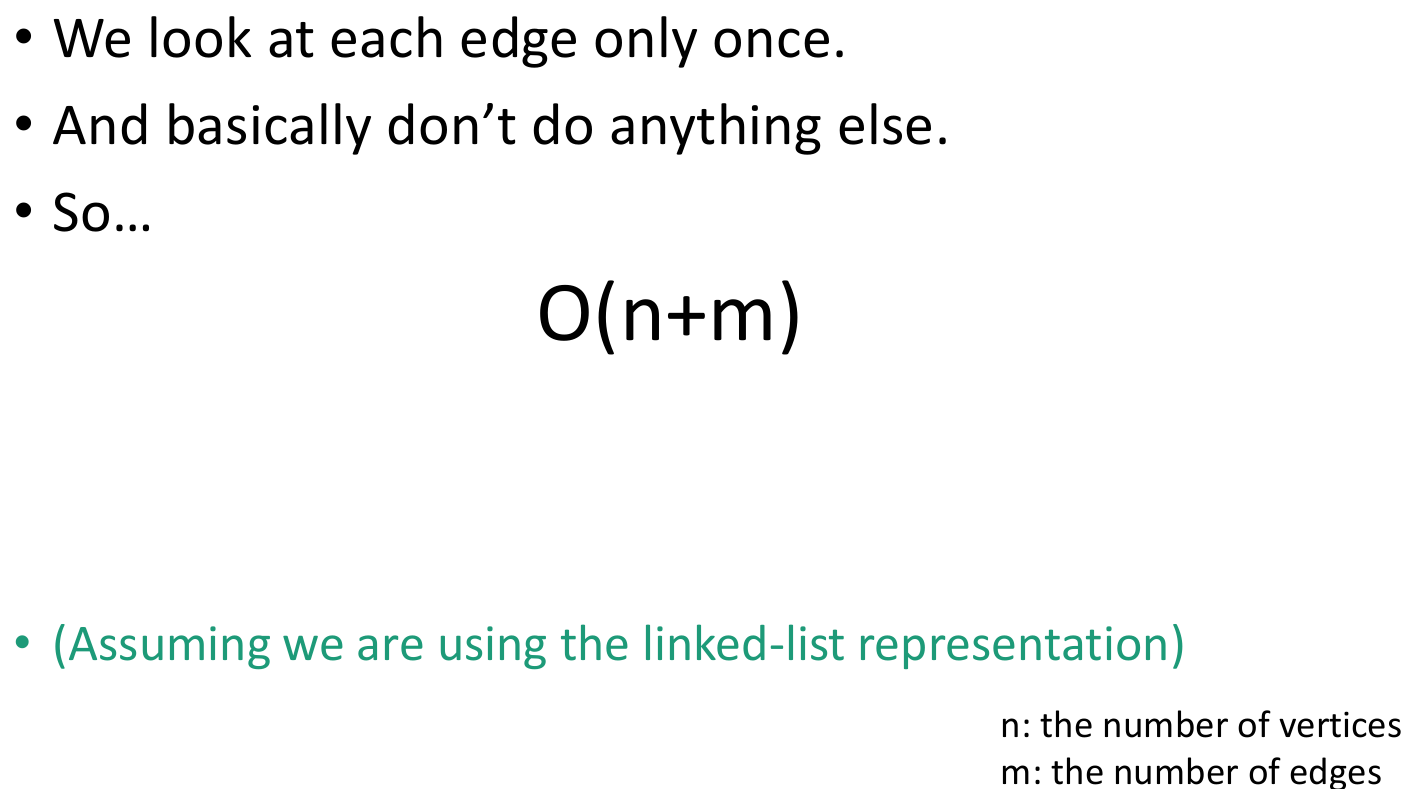 • We look at each edge only once.
• And basically don’t do anything else.
• So…
O(n+m)
• (Assuming we are using the linked-list representation)
n: the number of vertices
m: the number of edges